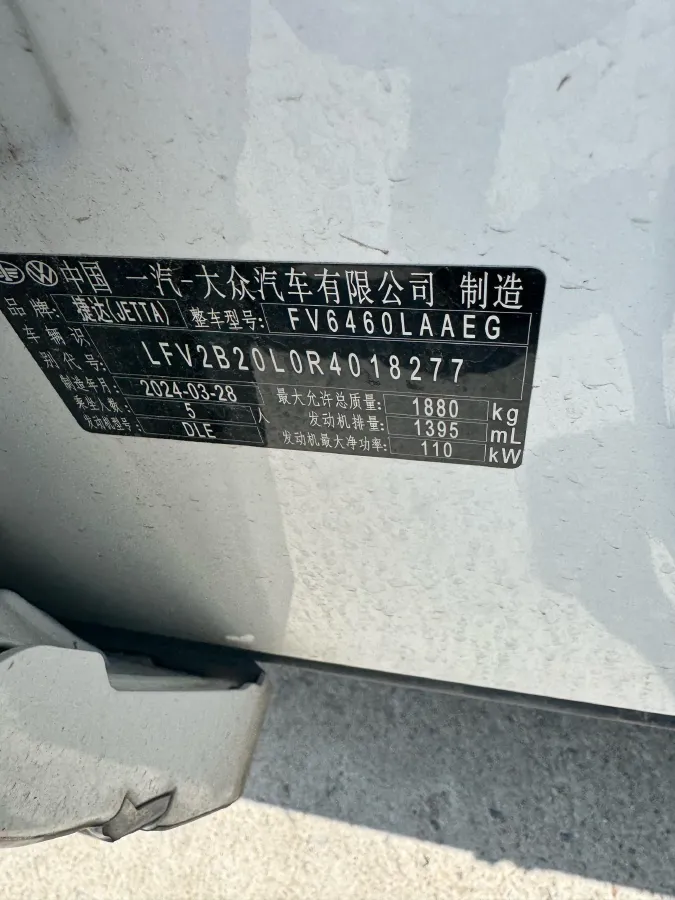 中国 一汽-大众汽车有限公司 制造
品牌: 捷达(JETTA) 整车型号: FV6460LAAEG
车辆识别代号: LFV2B20L0R4018277
制造年月: 2024-03-28 最大允许总质量: 1880 kg
乘坐人数: 5 人 发动机排量: 1395 mL
发动机型号: DLE 发动机最大净功率: 110 kW